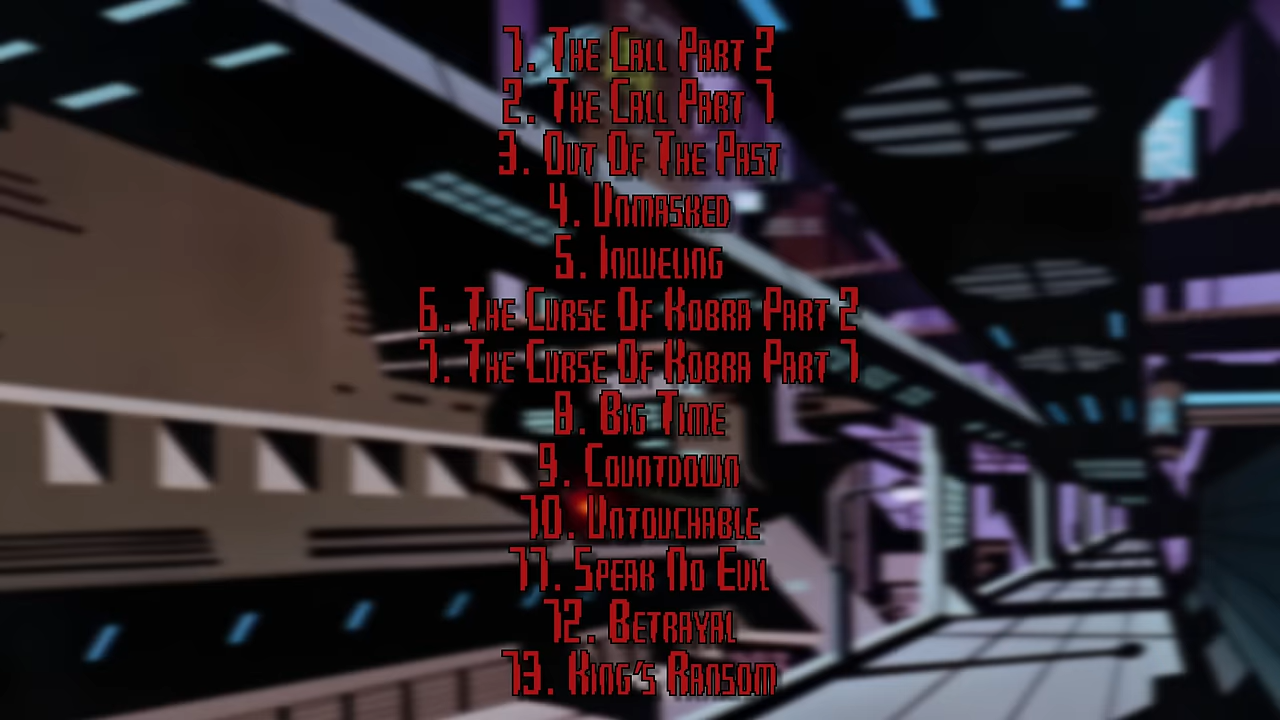 1. The Call Part 2
2. The Call Part 1
3. Out Of The Past
4. Unmasked
5. Inqueling
6. The Curse Of Kobra Part 2
7. The Curse Of Kobra Part 1
8. Big Time
9. Countdown
10. Untouchable
11. Speak No Evil
12. Betrayal
13. King's Ransom